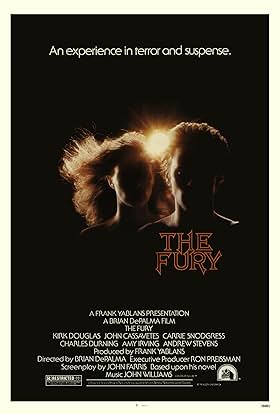 An experience in terror and suspense.
THE
FURY
A FRANK YABLANS PRESENTATION
A BRIAN DePALMA FILM
THE FURY
KIRK DOUGLAS JOHN CASSAVETES CARRIE SNODGRESS
CHARLES DURNING AMY IRVING ANDREW STEVENS
Produced by FRANK YABLANS
Directed by BRIAN DePALMA Executive Producer RON PREISSMAN
Screenplay by JOHN FARRIS Based upon his novel
Music JOHN WILLIAMS
RESTRICTED